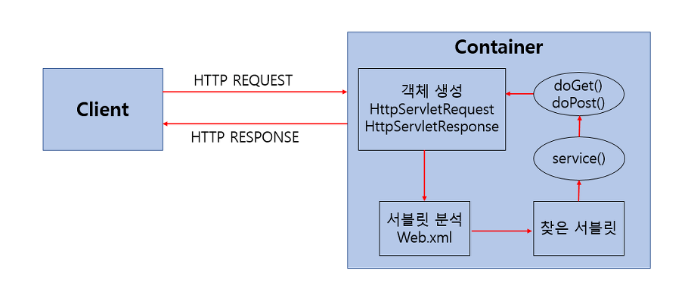 Container
Client
HTTP REQUEST
HTTP RESPONSE
객체 생성
HttpServletRequest
HttpServletResponse
doGet()
doPost()
service()
서블릿 분석
Web.xml
찾은 서블릿